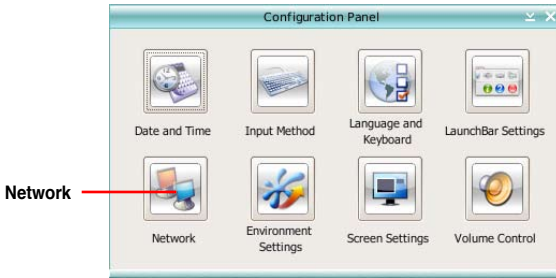 Configuration Panel
Date and Time
Input Method
Language and
Keyboard
LaunchBar Settings
Network
Network
Environment
Settings
Screen Settings
Volume Control